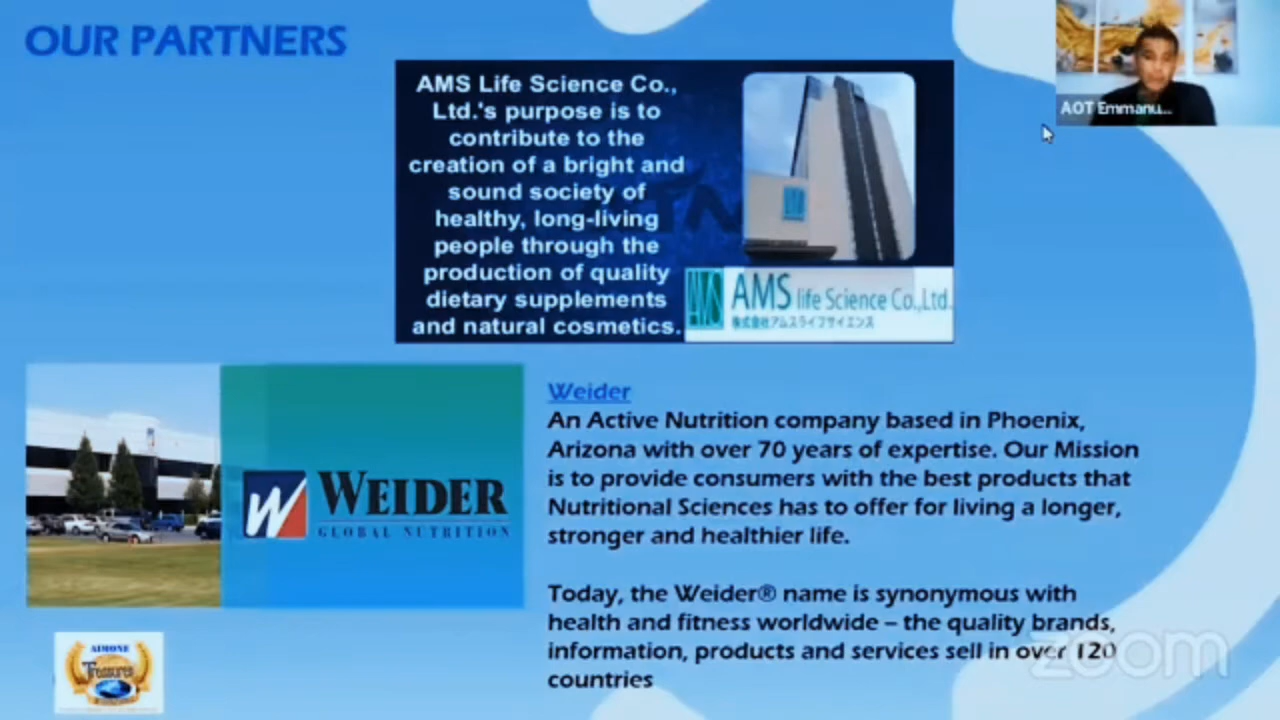 OUR PARTNERS
AMS Life Science Co.,
Ltd.'s purpose is to
contribute to the
creation of a bright and
sound society of
healthy, long-living
people through the
production of quality
dietary supplements
and natural cosmetics.
AMS
AMS life Science Co.,Ltd.
株式会社アムスライフサイエンス
AOT Emmanu...
W WEIDER
GLOBAL NUTRITION
Weider
An Active Nutrition company based in Phoenix,
Arizona with over 70 years of expertise. Our Mission
is to provide consumers with the best products that
Nutritional Sciences has to offer for living a longer,
stronger and healthier life.
Today, the Weider® name is synonymous with
health and fitness worldwide – the quality brands,
information, products and services sell in over 120
countries
AIMONE
Treasures
zoom